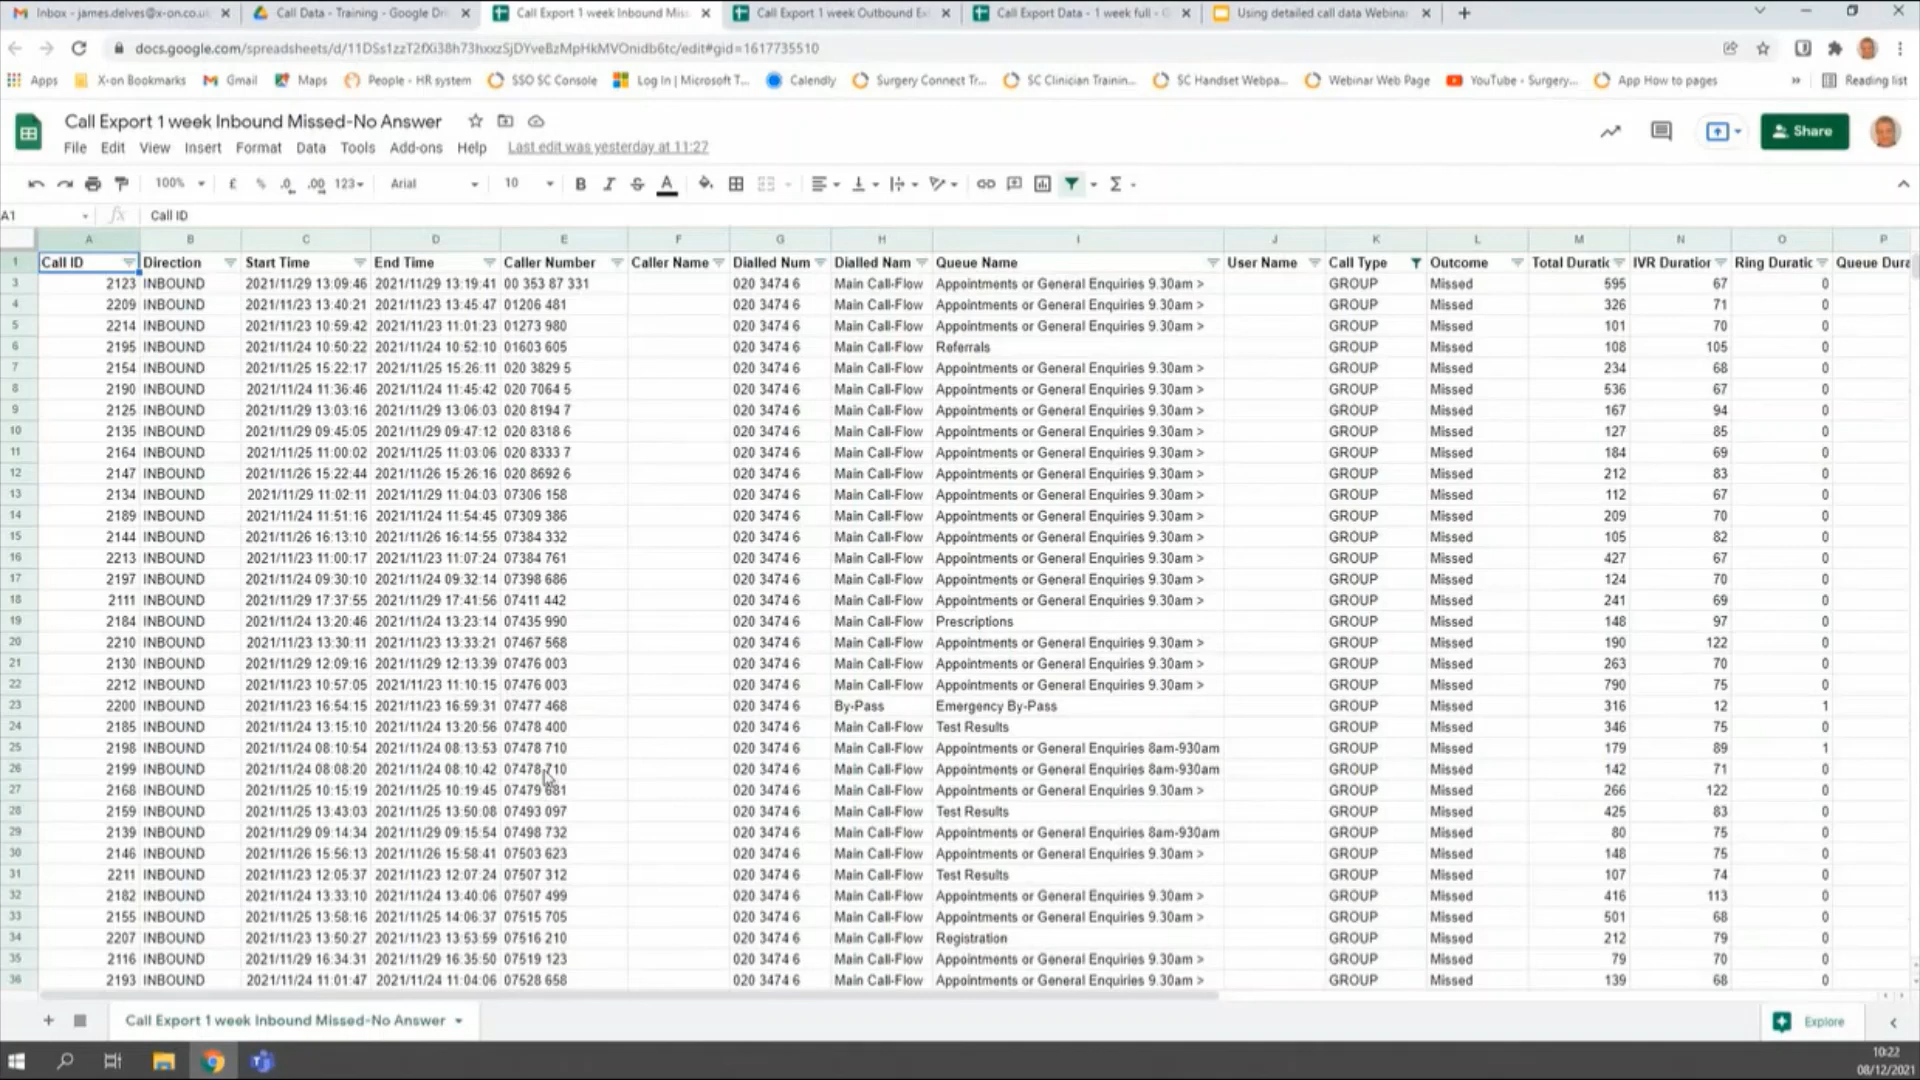 Inbox - james.delves@x-on.co.u
Call Data - Training - Google Dri
Call Export 1 week Inbound Miss
Call Export 1 week Outbound Ex
Call Export Data - 1 week full - G
Using detailed call data Webinar
Apps
X-on Bookmarks
Gmail
Maps
People - HR system
SSO SC Console
Log In | Microsoft T...
Calendly
Surgery Connect Tr...
SC Clinician Trainin...
SC Handset Webpa...
Webinar Web Page
YouTube - Surgery...
App How to pages
Reading list
Call Export 1 week Inbound Missed-No Answer
Share
File Edit View Insert Format Data Tools Add-ons Help Last edit was yesterday at 11:27
100% £ % .0 .00 123 Arial 10 B I S A Σ
A1 fx Call ID
A B C D E F G H I J K L M N O P
1 Call ID Direction Start Time End Time Caller Number Caller Name Dialled Num Dialled Nam Queue Name User Name Call Type Outcome Total Duratic IVR Duration Ring Duratic Queue Dura
3 2123 INBOUND 2021/11/29 13:09:46 2021/11/29 13:19:41 00 353 87 331 020 3474 6 Main Call-Flow Appointments or General Enquiries 9.30am > GROUP Missed 595 67 0
4 2209 INBOUND 2021/11/23 13:40:21 2021/11/23 13:45:47 01206 481 020 3474 6 Main Call-Flow Appointments or General Enquiries 9.30am > GROUP Missed 326 71 0
5 2214 INBOUND 2021/11/23 10:59:42 2021/11/23 11:01:23 01273 980 020 3474 6 Main Call-Flow Appointments or General Enquiries 9.30am > GROUP Missed 101 70 0
6 2195 INBOUND 2021/11/24 10:50:22 2021/11/24 10:52:10 01603 605 020 3474 6 Main Call-Flow Referrals GROUP Missed 108 105 0
7 2154 INBOUND 2021/11/25 15:22:17 2021/11/25 15:26:11 020 3829 5 020 3474 6 Main Call-Flow Appointments or General Enquiries 9.30am > GROUP Missed 234 68 0
8 2190 INBOUND 2021/11/24 11:36:46 2021/11/24 11:45:42 020 7064 5 020 3474 6 Main Call-Flow Appointments or General Enquiries 9.30am > GROUP Missed 536 67 0
9 2125 INBOUND 2021/11/29 13:03:16 2021/11/29 13:06:03 020 8194 7 020 3474 6 Main Call-Flow Appointments or General Enquiries 9.30am > GROUP Missed 167 94 0
10 2135 INBOUND 2021/11/29 09:45:05 2021/11/29 09:47:12 020 8318 6 020 3474 6 Main Call-Flow Appointments or General Enquiries 9.30am > GROUP Missed 127 85 0
11 2164 INBOUND 2021/11/25 11:00:02 2021/11/25 11:03:06 020 8333 7 020 3474 6 Main Call-Flow Appointments or General Enquiries 9.30am > GROUP Missed 184 69 0
12 2147 INBOUND 2021/11/26 15:22:44 2021/11/26 15:26:16 020 8692 6 020 3474 6 Main Call-Flow Appointments or General Enquiries 9.30am > GROUP Missed 212 83 0
13 2134 INBOUND 2021/11/29 11:02:11 2021/11/29 11:04:03 07306 158 020 3474 6 Main Call-Flow Appointments or General Enquiries 9.30am > GROUP Missed 112 67 0
14 2189 INBOUND 2021/11/24 11:51:16 2021/11/24 11:54:45 07309 386 020 3474 6 Main Call-Flow Appointments or General Enquiries 9.30am > GROUP Missed 209 70 0
15 2144 INBOUND 2021/11/26 16:13:10 2021/11/26 16:14:55 07384 332 020 3474 6 Main Call-Flow Appointments or General Enquiries 9.30am > GROUP Missed 105 82 0
16 2213 INBOUND 2021/11/23 11:00:17 2021/11/23 11:07:24 07384 761 020 3474 6 Main Call-Flow Appointments or General Enquiries 9.30am > GROUP Missed 427 67 0
17 2197 INBOUND 2021/11/24 09:30:10 2021/11/24 09:32:14 07398 686 020 3474 6 Main Call-Flow Appointments or General Enquiries 9.30am > GROUP Missed 124 70 0
18 2111 INBOUND 2021/11/29 17:37:55 2021/11/29 17:41:56 07411 442 020 3474 6 Main Call-Flow Appointments or General Enquiries 9.30am > GROUP Missed 241 69 0
19 2184 INBOUND 2021/11/24 13:20:46 2021/11/24 13:23:14 07435 990 020 3474 6 Main Call-Flow Prescriptions GROUP Missed 148 97 0
20 2210 INBOUND 2021/11/23 13:30:11 2021/11/23 13:33:21 07467 568 020 3474 6 Main Call-Flow Appointments or General Enquiries 9.30am > GROUP Missed 190 122 0
21 2130 INBOUND 2021/11/29 12:09:16 2021/11/29 12:13:39 07476 003 020 3474 6 Main Call-Flow Appointments or General Enquiries 9.30am > GROUP Missed 263 70 0
22 2212 INBOUND 2021/11/23 10:57:05 2021/11/23 11:10:15 07476 003 020 3474 6 Main Call-Flow Appointments or General Enquiries 9.30am > GROUP Missed 790 75 0
23 2200 INBOUND 2021/11/23 16:54:15 2021/11/23 16:59:31 07477 468 020 3474 6 By-Pass Emergency By-Pass GROUP Missed 316 12 1
24 2185 INBOUND 2021/11/24 13:15:10 2021/11/24 13:20:56 07478 400 020 3474 6 Main Call-Flow Test Results GROUP Missed 346 75 0
25 2198 INBOUND 2021/11/24 08:10:54 2021/11/24 08:13:53 07478 710 020 3474 6 Main Call-Flow Appointments or General Enquiries 8am-930am GROUP Missed 179 89 1
26 2199 INBOUND 2021/11/24 08:08:20 2021/11/24 08:10:42 07478 710 020 3474 6 Main Call-Flow Appointments or General Enquiries 8am-930am GROUP Missed 142 71 0
27 2168 INBOUND 2021/11/25 10:15:19 2021/11/25 10:19:45 07479 681 020 3474 6 Main Call-Flow Appointments or General Enquiries 9.30am > GROUP Missed 266 122 0
28 2159 INBOUND 2021/11/25 13:43:03 2021/11/25 13:50:08 07493 097 020 3474 6 Main Call-Flow Test Results GROUP Missed 425 83 0
29 2139 INBOUND 2021/11/29 09:14:34 2021/11/29 09:15:54 07498 732 020 3474 6 Main Call-Flow Appointments or General Enquiries 8am-930am GROUP Missed 80 75 0
30 2146 INBOUND 2021/11/26 15:56:13 2021/11/26 15:58:41 07503 623 020 3474 6 Main Call-Flow Appointments or General Enquiries 9.30am > GROUP Missed 148 75 0
31 2211 INBOUND 2021/11/23 12:05:37 2021/11/23 12:07:24 07507 312 020 3474 6 Main Call-Flow Test Results GROUP Missed 107 74 0
32 2182 INBOUND 2021/11/24 13:33:10 2021/11/24 13:40:06 07507 499 020 3474 6 Main Call-Flow Appointments or General Enquiries 9.30am > GROUP Missed 416 113 0
33 2155 INBOUND 2021/11/25 13:58:16 2021/11/25 14:06:37 07515 705 020 3474 6 Main Call-Flow Appointments or General Enquiries 9.30am > GROUP Missed 501 68 0
34 2207 INBOUND 2021/11/23 13:50:27 2021/11/23 13:53:59 07516 210 020 3474 6 Main Call-Flow Registration GROUP Missed 212 79 0
35 2116 INBOUND 2021/11/29 16:34:31 2021/11/29 16:35:50 07519 123 020 3474 6 Main Call-Flow Appointments or General Enquiries 9.30am > GROUP Missed 79 70 0
36 2193 INBOUND 2021/11/24 11:01:47 2021/11/24 11:04:06 07528 658 020 3474 6 Main Call-Flow Appointments or General Enquiries 9.30am > GROUP Missed 139 68 0
Call Export 1 week Inbound Missed-No Answer
Explore
10:22
08/12/2021